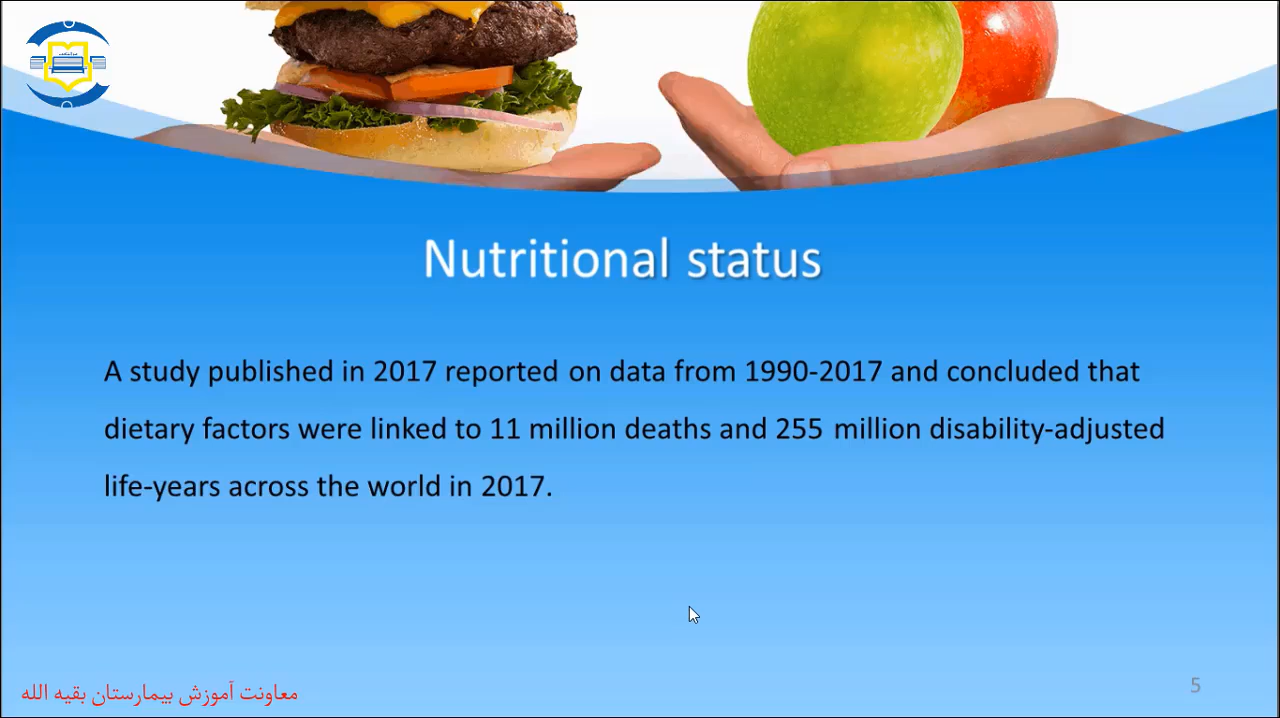 Nutritional status
A study published in 2017 reported on data from 1990-2017 and concluded that
dietary factors were linked to 11 million deaths and 255 million disability-adjusted
life-years across the world in 2017.
معاونت آموزش بیمارستان بقیه الله
5